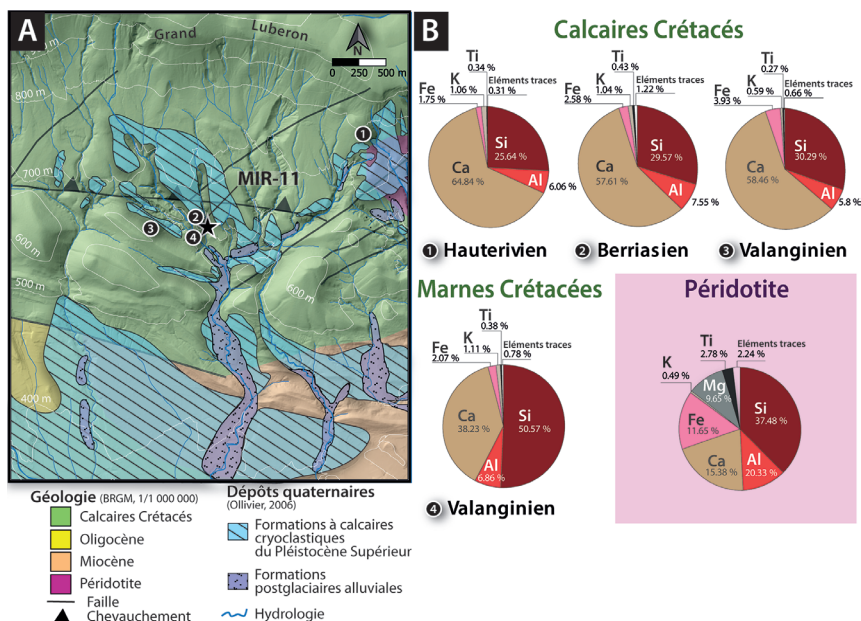 A
Grand Luberon
N
0 250 500 m
800 m
700 m
600 m
500 m
600 m
400 m
MIR-11
1
2
3
4
Géologie (BRGM, 1/1 000 000)
Calcaires Crétacés
Oligocène
Miocène
Péridotite
Faille
Chevauchement
Dépôts quaternaires
(Ollivier, 2006)
Formations à calcaires
cryoclastiques
du Pléistocène Supérieur
Formations
postglaciaires alluviales
Hydrologie
B
Calcaires Crétacés
Ti
0.34 %
K
1.06 %
Fe
1.75 %
Eléments traces
0.31 %
Si
25.64 %
Al
6.06 %
Ca
64.84 %
1 Hauterivien
Ti
0.43 %
K
1.04 %
Fe
2.58 %
Eléments traces
1.22 %
Si
29.57 %
Al
7.55 %
Ca
57.61 %
2 Berriasien
Ti
0.27 %
K
0.59 %
Fe
3.93 %
Eléments traces
0.66 %
Si
30.29 %
Al
5.8 %
Ca
58.46 %
3 Valanginien
Marnes Crétacées
Ti
0.38 %
K
1.11 %
Fe
2.07 %
Eléments traces
0.78 %
Si
50.57 %
Al
6.86 %
Ca
38.23 %
4 Valanginien
Péridotite
Ti
2.78 %
K
0.49 %
Eléments traces
2.24 %
Mg
9.65 %
Si
37.48 %
Fe
11.65 %
Ca
15.38 %
Al
20.33 %